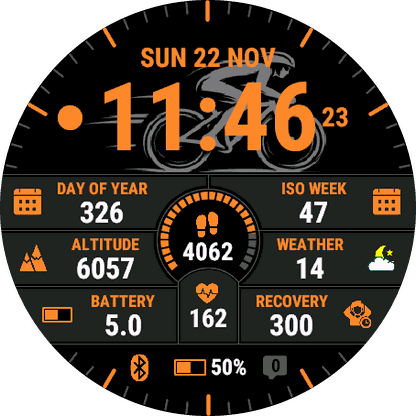 SUN 22 NOV
11:46 23
DAY OF YEAR
326
ISO WEEK
47
ALTITUDE
6057
4062
WEATHER
14
BATTERY
5.0
162
RECOVERY
300
50%
0